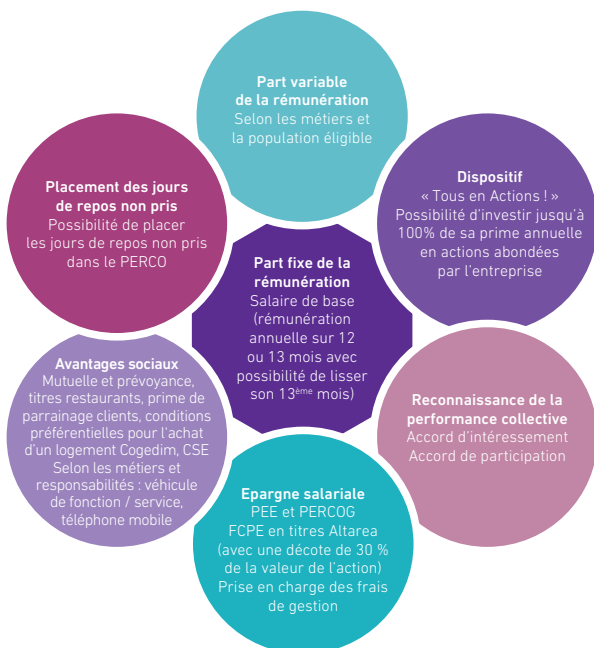 Part variable
de la rémunération
Selon les métiers et
la population éligible
Placement des jours
de repos non pris
Possibilité de placer
les jours de repos non pris
dans le PERCO
Dispositif
« Tous en Actions ! »
Possibilité d’investir jusqu’à
100% de sa prime annuelle
en actions abondées
par l’entreprise
Part fixe de la
rémunération
Salaire de base
(rémunération
annuelle sur 12
ou 13 mois avec
possibilité de lisser
son 13ème mois)
Avantages sociaux
Mutuelle et prévoyance,
titres restaurants, prime de
parrainage clients, conditions
préférentielles pour l’achat
d’un logement Cogedim, CSE
Selon les métiers et
responsabilités : véhicule
de fonction / service,
téléphone mobile
Reconnaissance de la
performance collective
Accord d’intéressement
Accord de participation
Epargne salariale
PEE et PERCOG
FCPE en titres Altarea
(avec une décote de 30 %
de la valeur de l’action)
Prise en charge des frais
de gestion